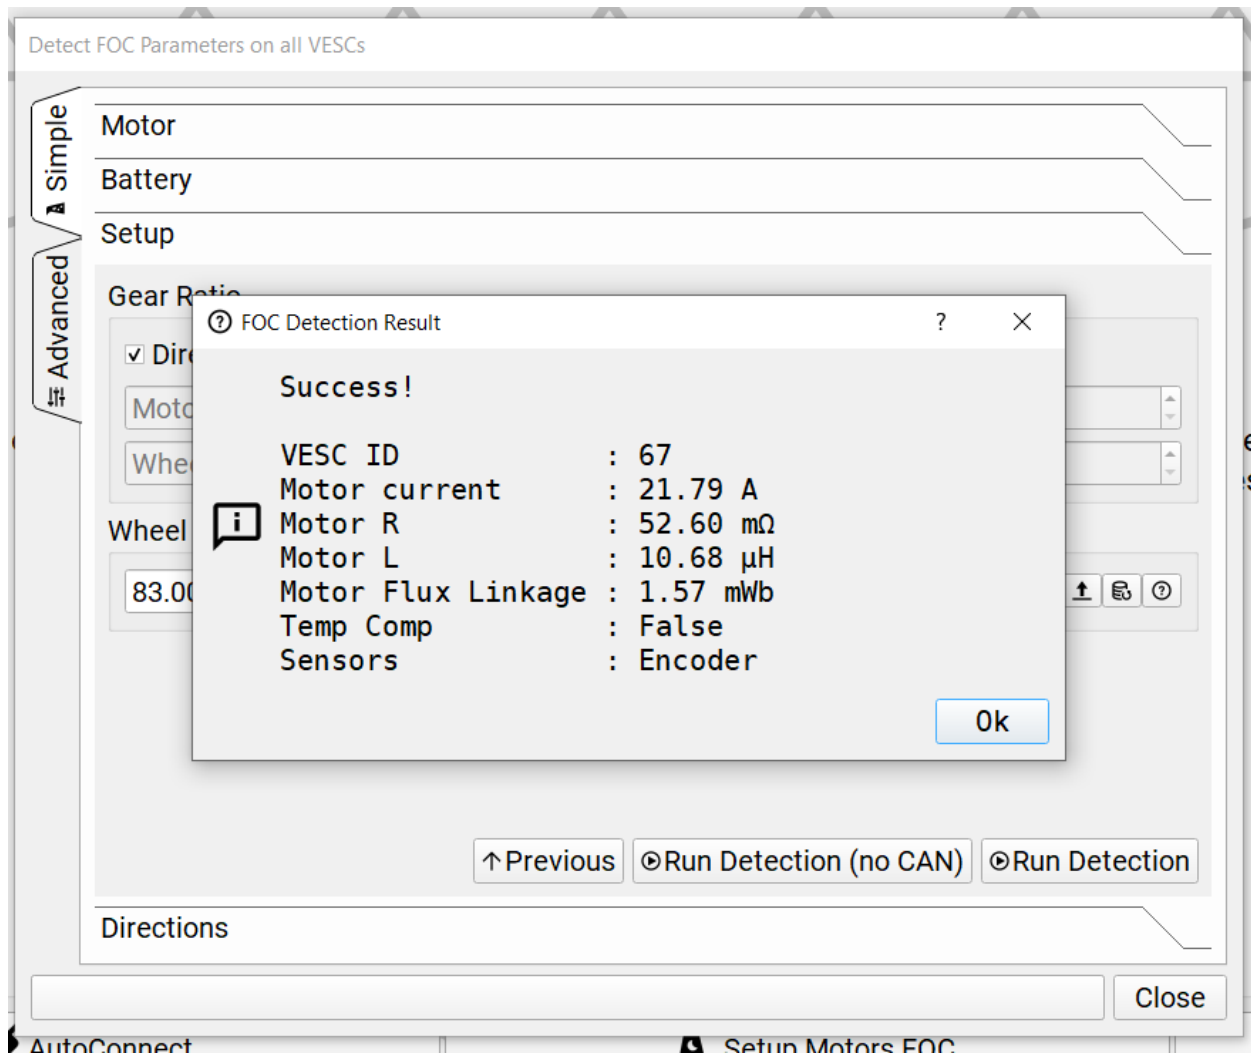 Detect FOC Parameters on all VESCs
Simple
Advanced
Motor
Battery
Setup
Gear Ratio
FOC Detection Result
?
Success!
VESC ID : 67
Motor current : 21.79 A
Motor R : 52.60 mΩ
Motor L : 10.68 µH
Motor Flux Linkage : 1.57 mWb
Temp Comp : False
Sensors : Encoder
Ok
Wheel
83.00
Previous
Run Detection (no CAN)
Run Detection
Directions
Close
AutoConnect
Setup Motors FOC